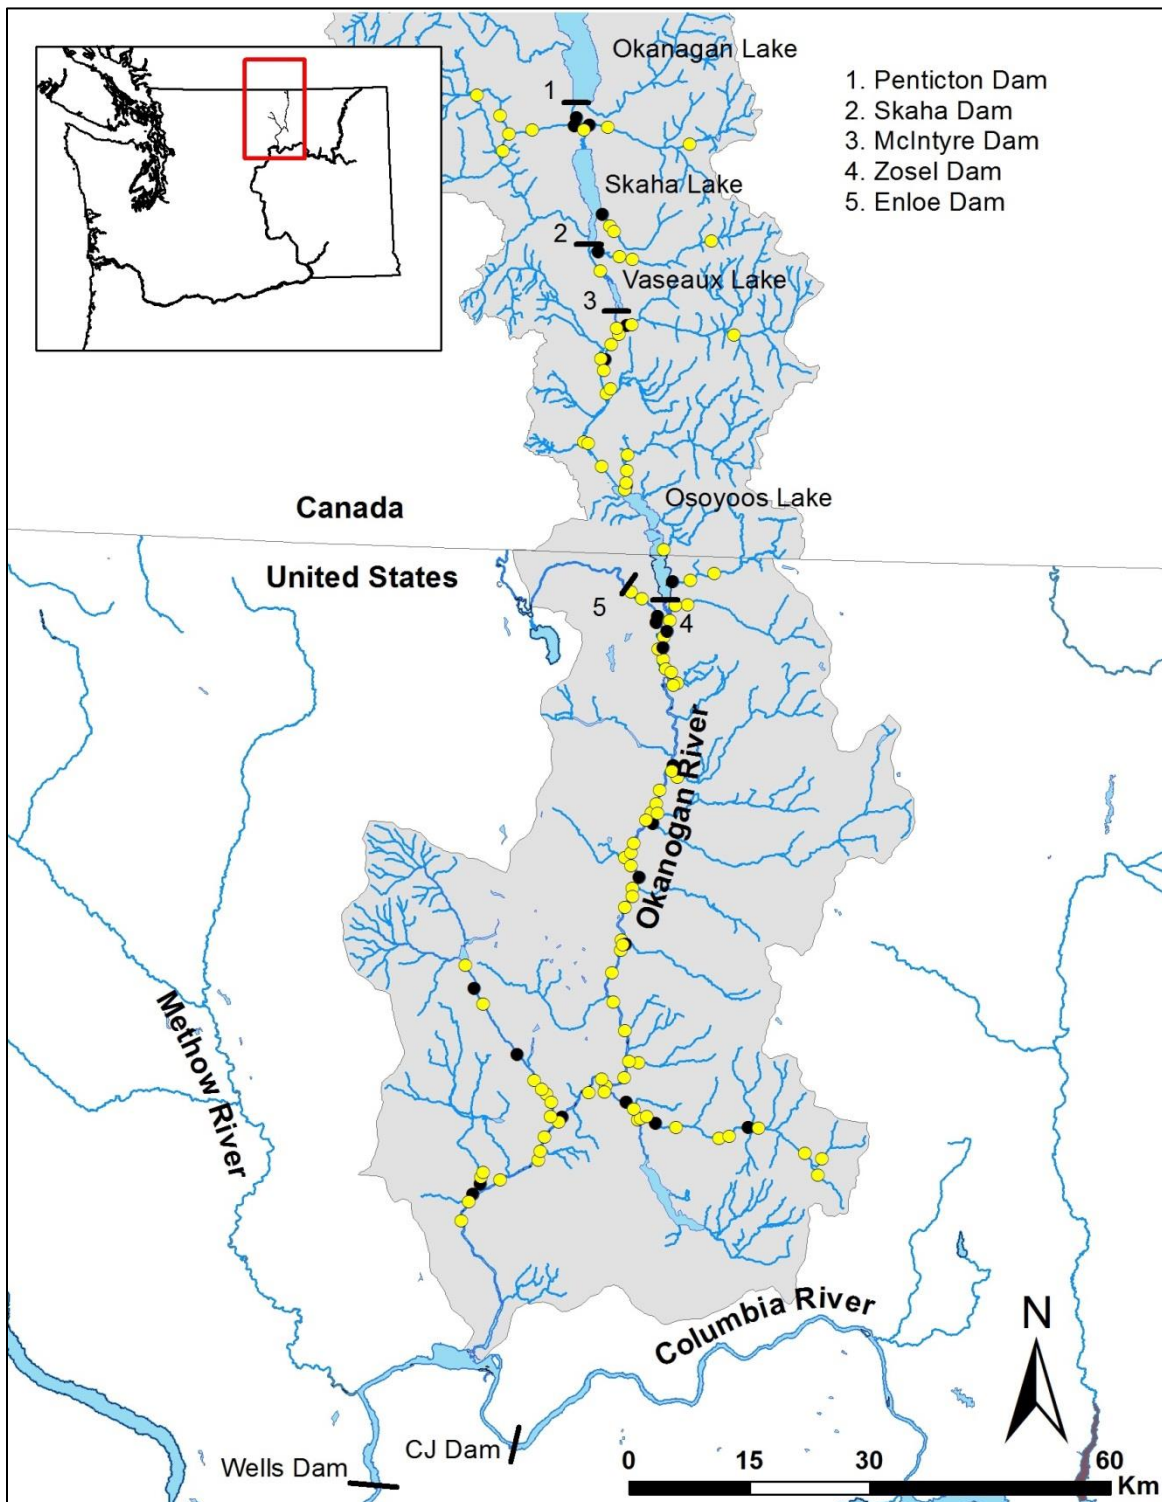 Okanagan Lake
1. Penticton Dam
2. Skaha Dam
3. McIntyre Dam
4. Zosel Dam
5. Enloe Dam
1
Skaha Lake
2
Vaseaux Lake
3
Osoyoos Lake
Canada
United States
5
4
Okanogan River
Methow River
Columbia River
N
CJ Dam
Wells Dam
0 15 30 60
Km